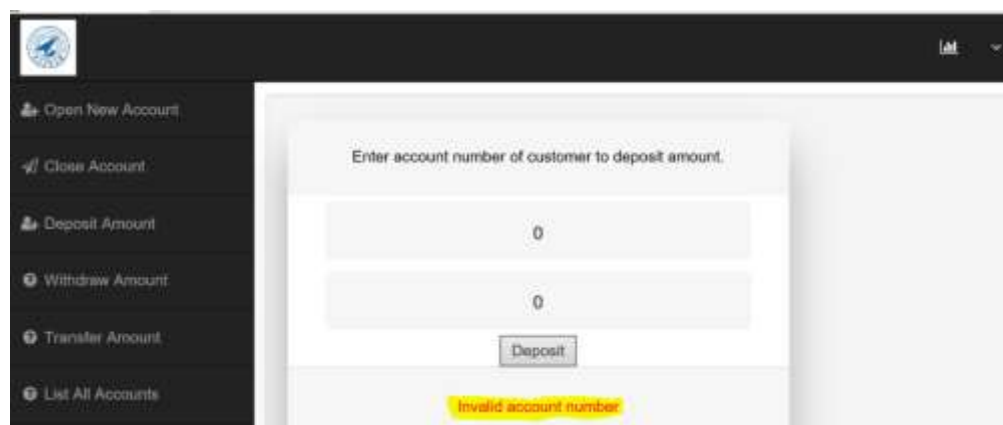 Open New Account
Close Account
Deposit Amount
Withdraw Amount
Transfer Amount
List All Accounts
Enter account number of customer to deposit amount.
0
0
Deposit
Invalid account number